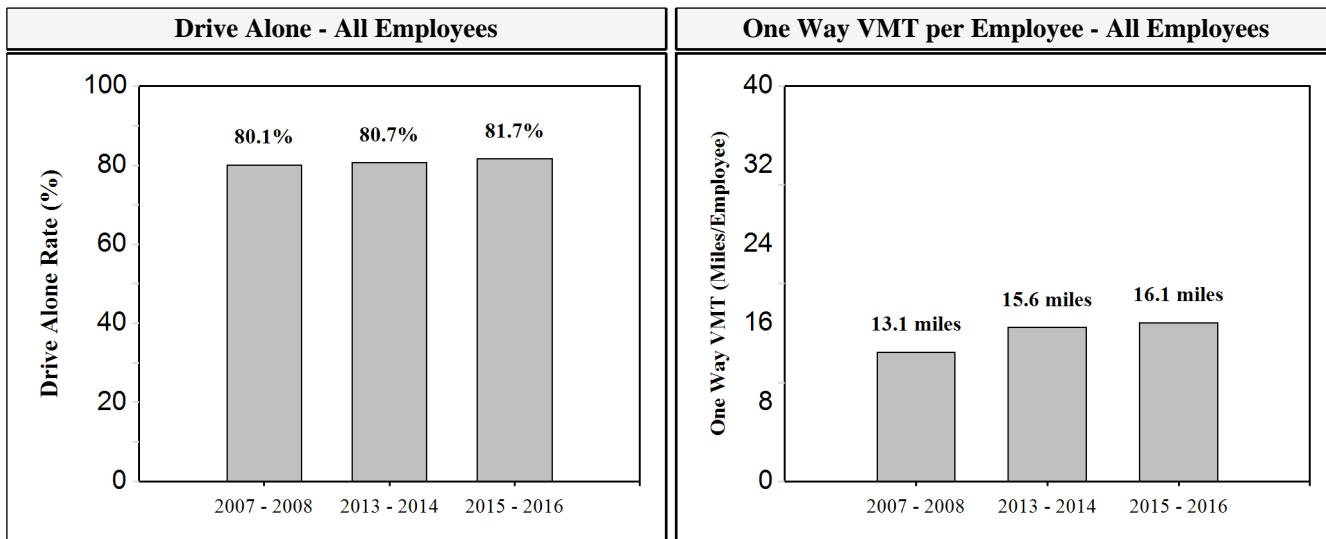 Drive Alone - All Employees
One Way VMT per Employee - All Employees
Drive Alone Rate (%)
100
80
60
40
20
0
80.1%
80.7%
81.7%
2007 - 2008
2013 - 2014
2015 - 2016
One Way VMT (Miles/Employee)
40
32
24
16
8
0
13.1 miles
15.6 miles
16.1 miles
2007 - 2008
2013 - 2014
2015 - 2016